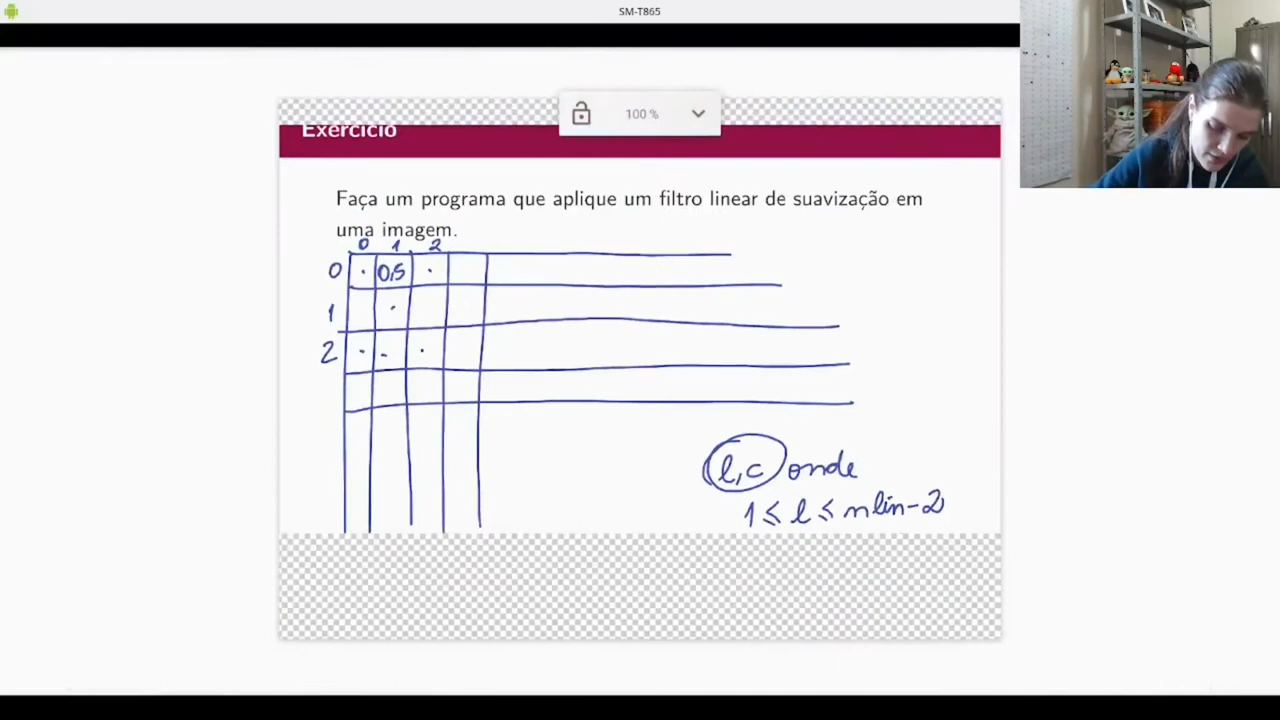 SM-T865
100 %
Exercício
Faça um programa que aplique um filtro linear de suavização em
uma imagem.
0 1 2
0 0,5
1
2
l,c onde
1 ≤ l ≤ nlin-2